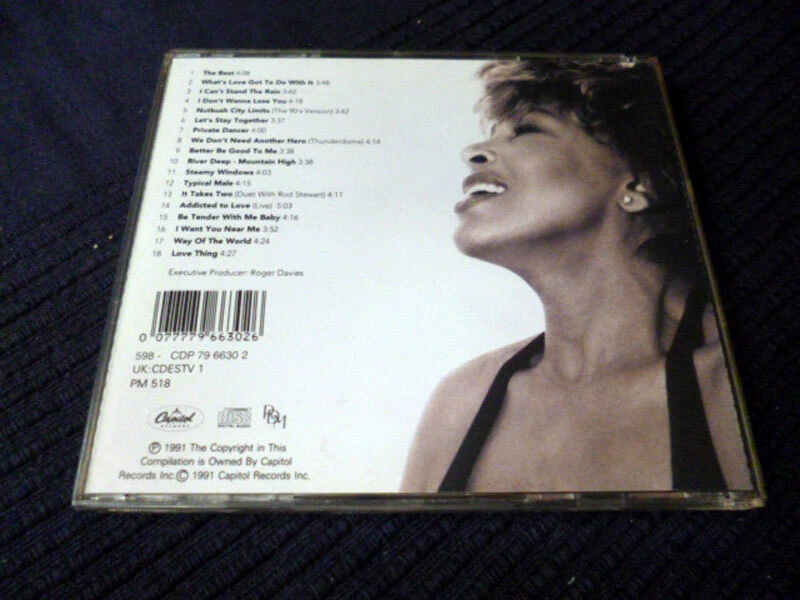 1 The Best 4:08
2 What's Love Got To Do With It 3:48
3 I Can't Stand The Rain 3:42
4 I Don't Wanna Lose You 4:18
5 Nutbush City Limits (The 90's Version) 3:42
6 Let's Stay Together 3:37
7 Private Dancer 4:00
8 We Don't Need Another Hero (Thunderdome) 4:14
9 Better Be Good To Me 3:38
10 River Deep - Mountain High 3:38
11 Steamy Windows 4:03
12 Typical Male 4:15
13 It Takes Two (Duet With Rod Stewart) 4:11
14 Addicted to Love (Live) 5:03
15 Be Tender With Me Baby 4:16
16 I Want You Near Me 3:52
17 Way Of The World 4:24
18 Love Thing 4:27
Executive Producer: Roger Davies
0 077779 663026
598 - CDP 79 6630 2
UK:CDESTV 1
PM 518
Capitol
RECORDS
COMPACT
disc
DIGITAL AUDIO
BDM
℗ 1991 The Copyright in This
Compilation is Owned By Capitol
Records Inc.© 1991 Capitol Records Inc.